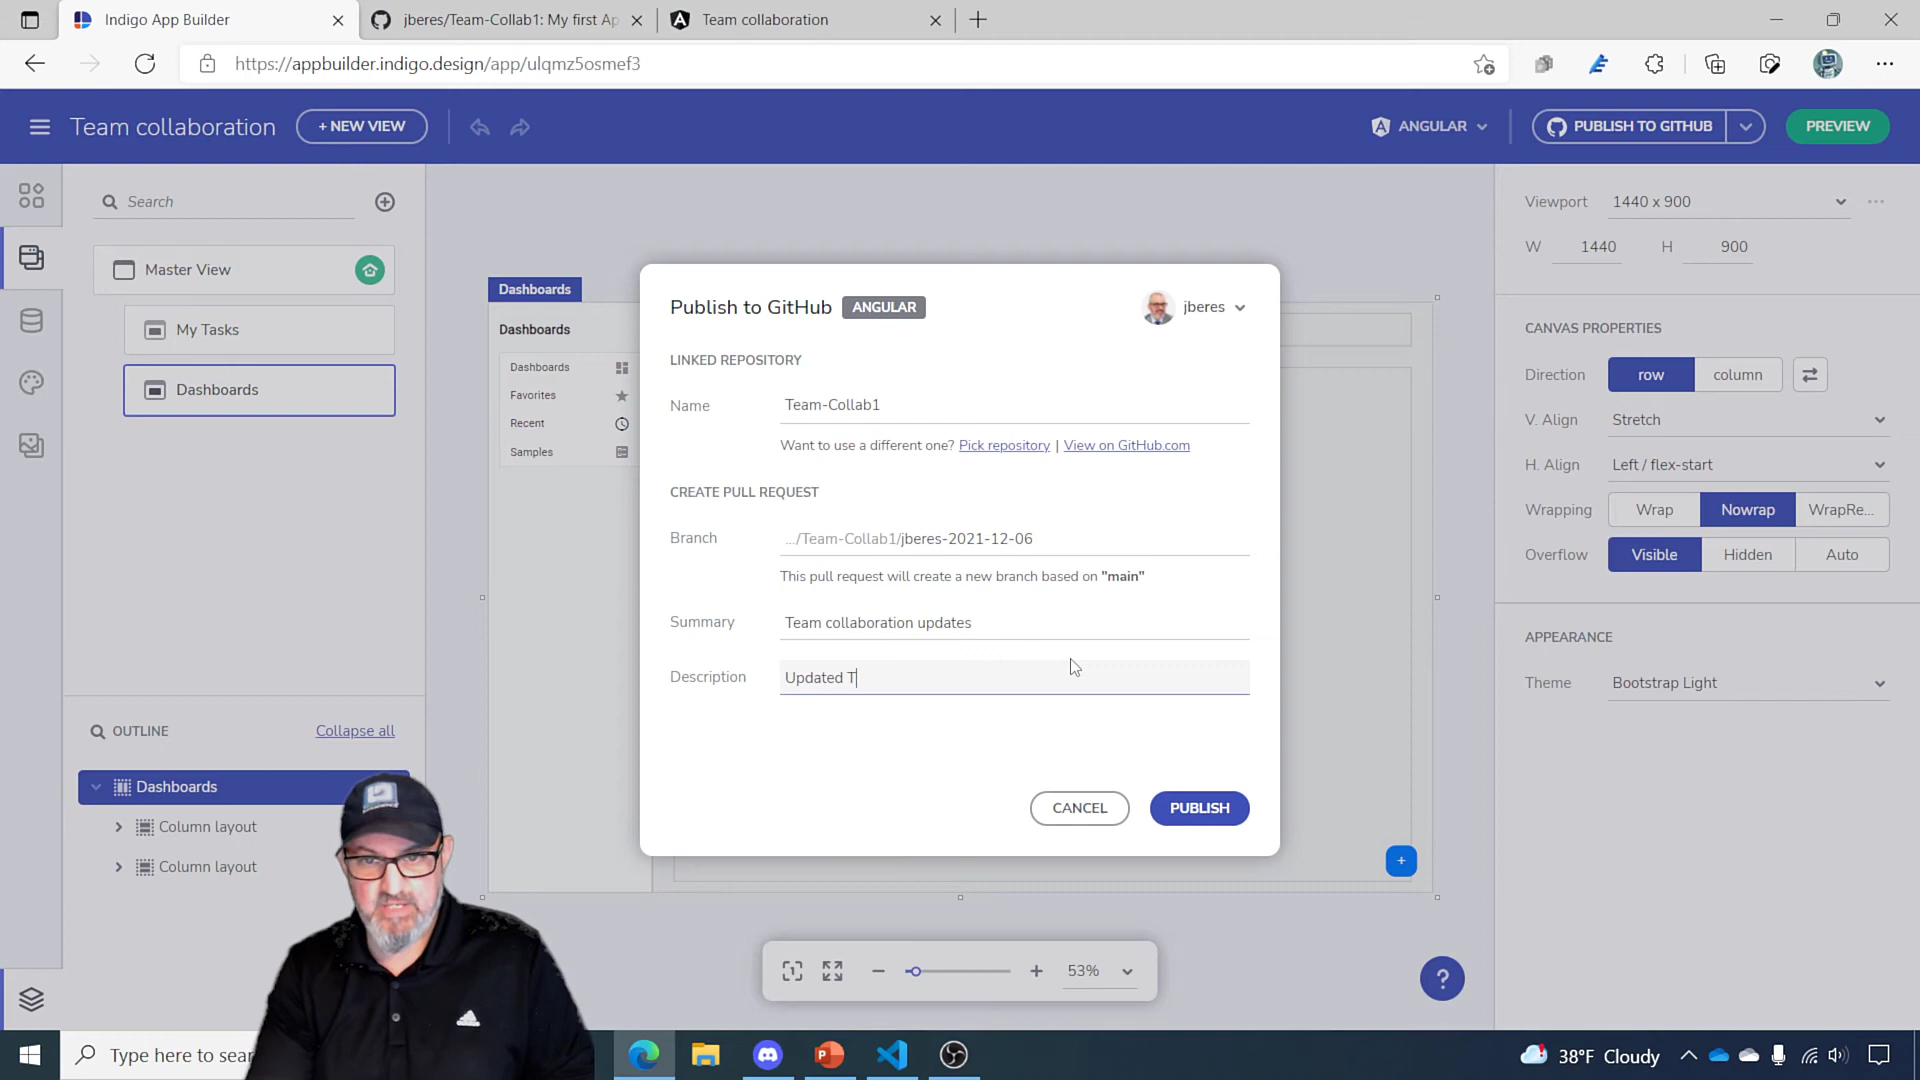 Indigo App Builder
jberes/Team-Collab1: My first Ap
Team collaboration
https://appbuilder.indigo.design/app/ulqmz5osmef3
Team collaboration
+ NEW VIEW
ANGULAR
PUBLISH TO GITHUB
PREVIEW
Search
Master View
My Tasks
Dashboards
OUTLINE
Collapse all
Dashboards
Column layout
Column layout
Dashboards
Dashboards
Dashboards
Favorites
Recent
Samples
Publish to GitHub
ANGULAR
jberes
LINKED REPOSITORY
Name
Team-Collab1
Want to use a different one? Pick repository | View on GitHub.com
CREATE PULL REQUEST
Branch
.../Team-Collab1/jberes-2021-12-06
This pull request will create a new branch based on "main"
Summary
Team collaboration updates
Description
Updated T
CANCEL
PUBLISH
+
53%
?
Viewport
1440 x 900
W 1440 H 900
CANVAS PROPERTIES
Direction
row
column
V. Align
Stretch
H. Align
Left / flex-start
Wrapping
Wrap
Nowrap
WrapRe...
Overflow
Visible
Hidden
Auto
APPEARANCE
Theme
Bootstrap Light
Type here to sear
38°F Cloudy